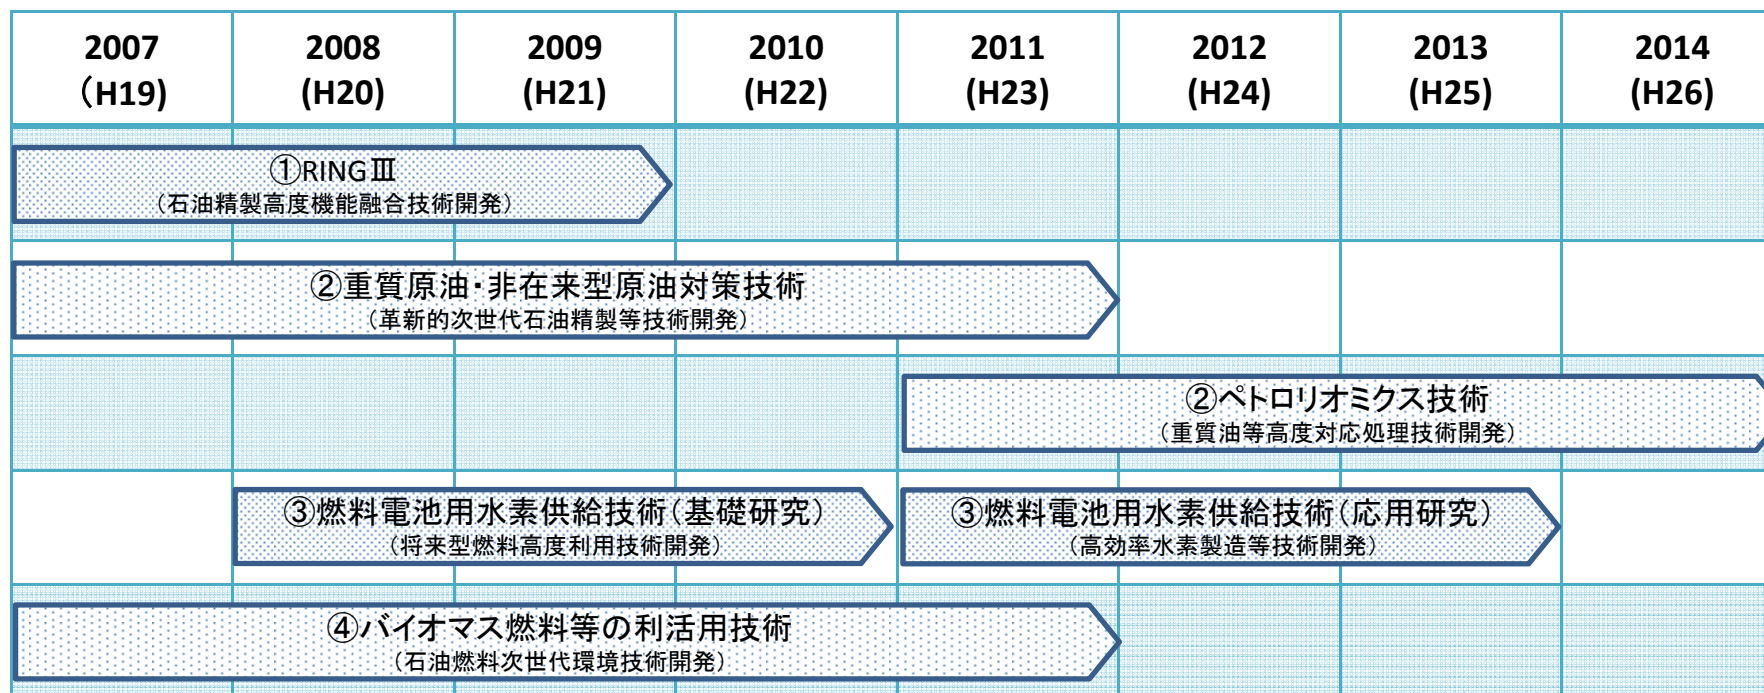 2007 2008 2009 2010 2011 2012 2013 2014
（H19) (H20) (H21) (H22) (H23) (H24) (H25) (H26)
①RINGⅢ
（石油精製高度機能融合技術開発）
②重質原油・非在来型原油対策技術
（革新的次世代石油精製等技術開発）
②ペトロリオミクス技術
（重質油等高度対応処理技術開発）
③燃料電池用水素供給技術（基礎研究）
（将来型燃料高度利用技術開発）
③燃料電池用水素供給技術（応用研究）
（高効率水素製造等技術開発）
④バイオマス燃料等の利活用技術
（石油燃料次世代環境技術開発）